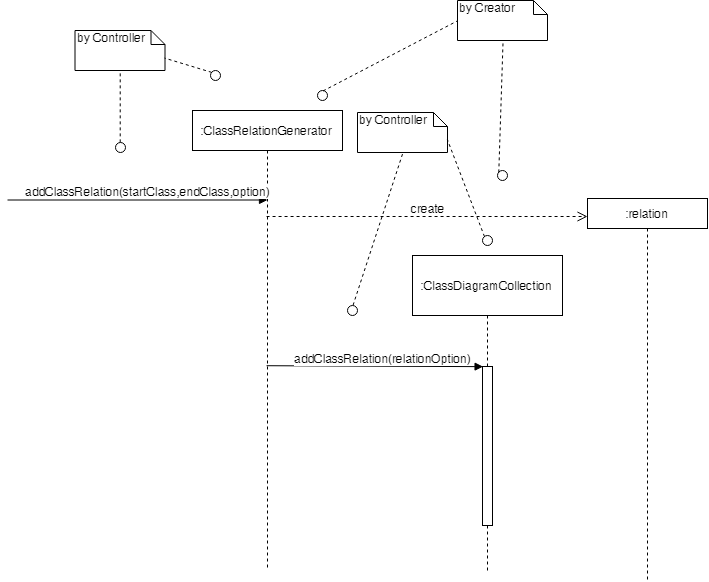 by Creator
by Controller
by Controller
:ClassRelationGenerator
addClassRelation(startClass,endClass,option)
create
:relation
:ClassDiagramCollection
addClassRelation(relationOption)